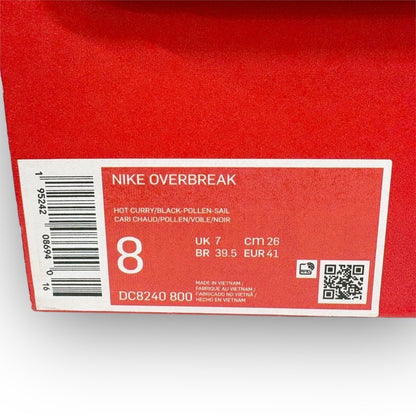 NIKE OVERBREAK
HOT CURRY/BLACK-POLLEN-SAIL
CARI CHAUD/POLLEN/VOILE/NOIR
8
UK 7 cm 26
BR 39.5 EUR 41
DC8240 800
MADE IN VIETNAM/
FABRIQUE AU VIETNAM/
FABRICADO NO VIETNÃ/
HECHO EN VIETNAM
1 95242 08694 0 16